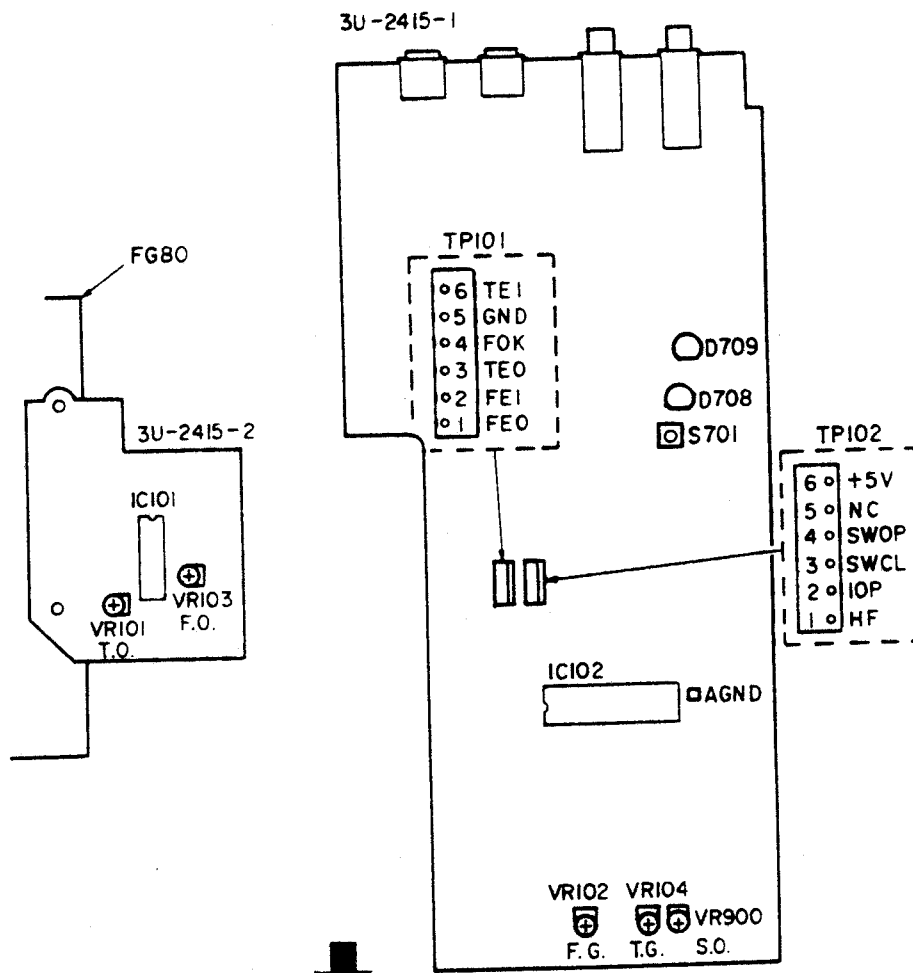 3U-2415-1
TP101
6 TE1
5 GND
4 FOK
3 TEO
2 FE1
1 FEO
FG80
D709
D708
S701
3U-2415-2
IC101
VR103
F.O.
VR101
T.O.
TP102
6 +5V
5 NC
4 SWOP
3 SWCL
2 IOP
1 HF
IC102
AGND
VR102
F.G.
VR104
T.G.
VR900
S.O.